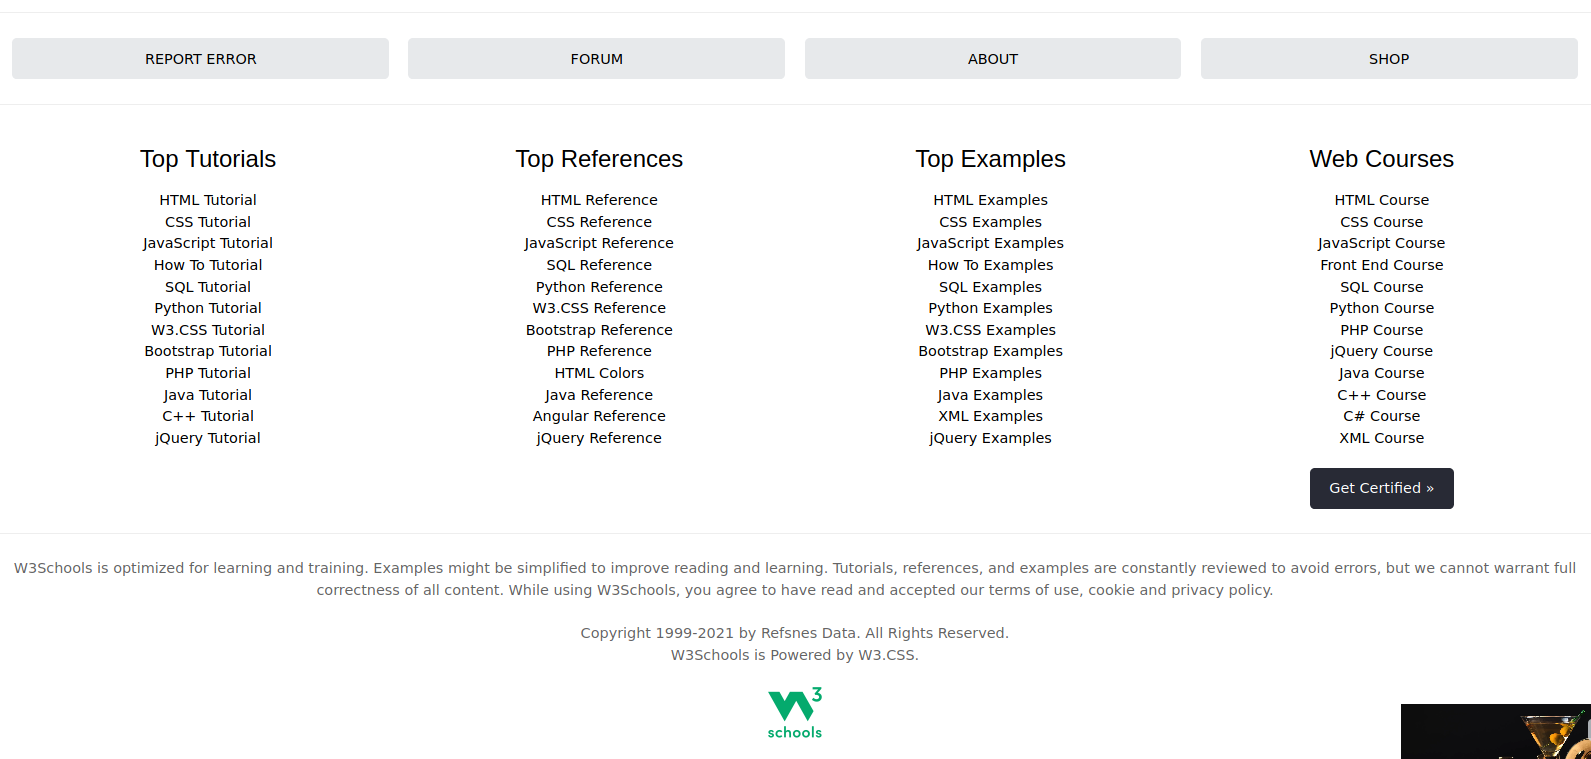 REPORT ERROR
FORUM
ABOUT
SHOP
Top Tutorials
HTML Tutorial
CSS Tutorial
JavaScript Tutorial
How To Tutorial
SQL Tutorial
Python Tutorial
W3.CSS Tutorial
Bootstrap Tutorial
PHP Tutorial
Java Tutorial
C++ Tutorial
jQuery Tutorial
Top References
HTML Reference
CSS Reference
JavaScript Reference
SQL Reference
Python Reference
W3.CSS Reference
Bootstrap Reference
PHP Reference
HTML Colors
Java Reference
Angular Reference
jQuery Reference
Top Examples
HTML Examples
CSS Examples
JavaScript Examples
How To Examples
SQL Examples
Python Examples
W3.CSS Examples
Bootstrap Examples
PHP Examples
Java Examples
XML Examples
jQuery Examples
Web Courses
HTML Course
CSS Course
JavaScript Course
Front End Course
SQL Course
Python Course
PHP Course
jQuery Course
Java Course
C++ Course
C# Course
XML Course
Get Certified »
W3Schools is optimized for learning and training. Examples might be simplified to improve reading and learning. Tutorials, references, and examples are constantly reviewed to avoid errors, but we cannot warrant full
correctness of all content. While using W3Schools, you agree to have read and accepted our terms of use, cookie and privacy policy.
Copyright 1999-2021 by Refsnes Data. All Rights Reserved.
W3Schools is Powered by W3.CSS.
W3
schools